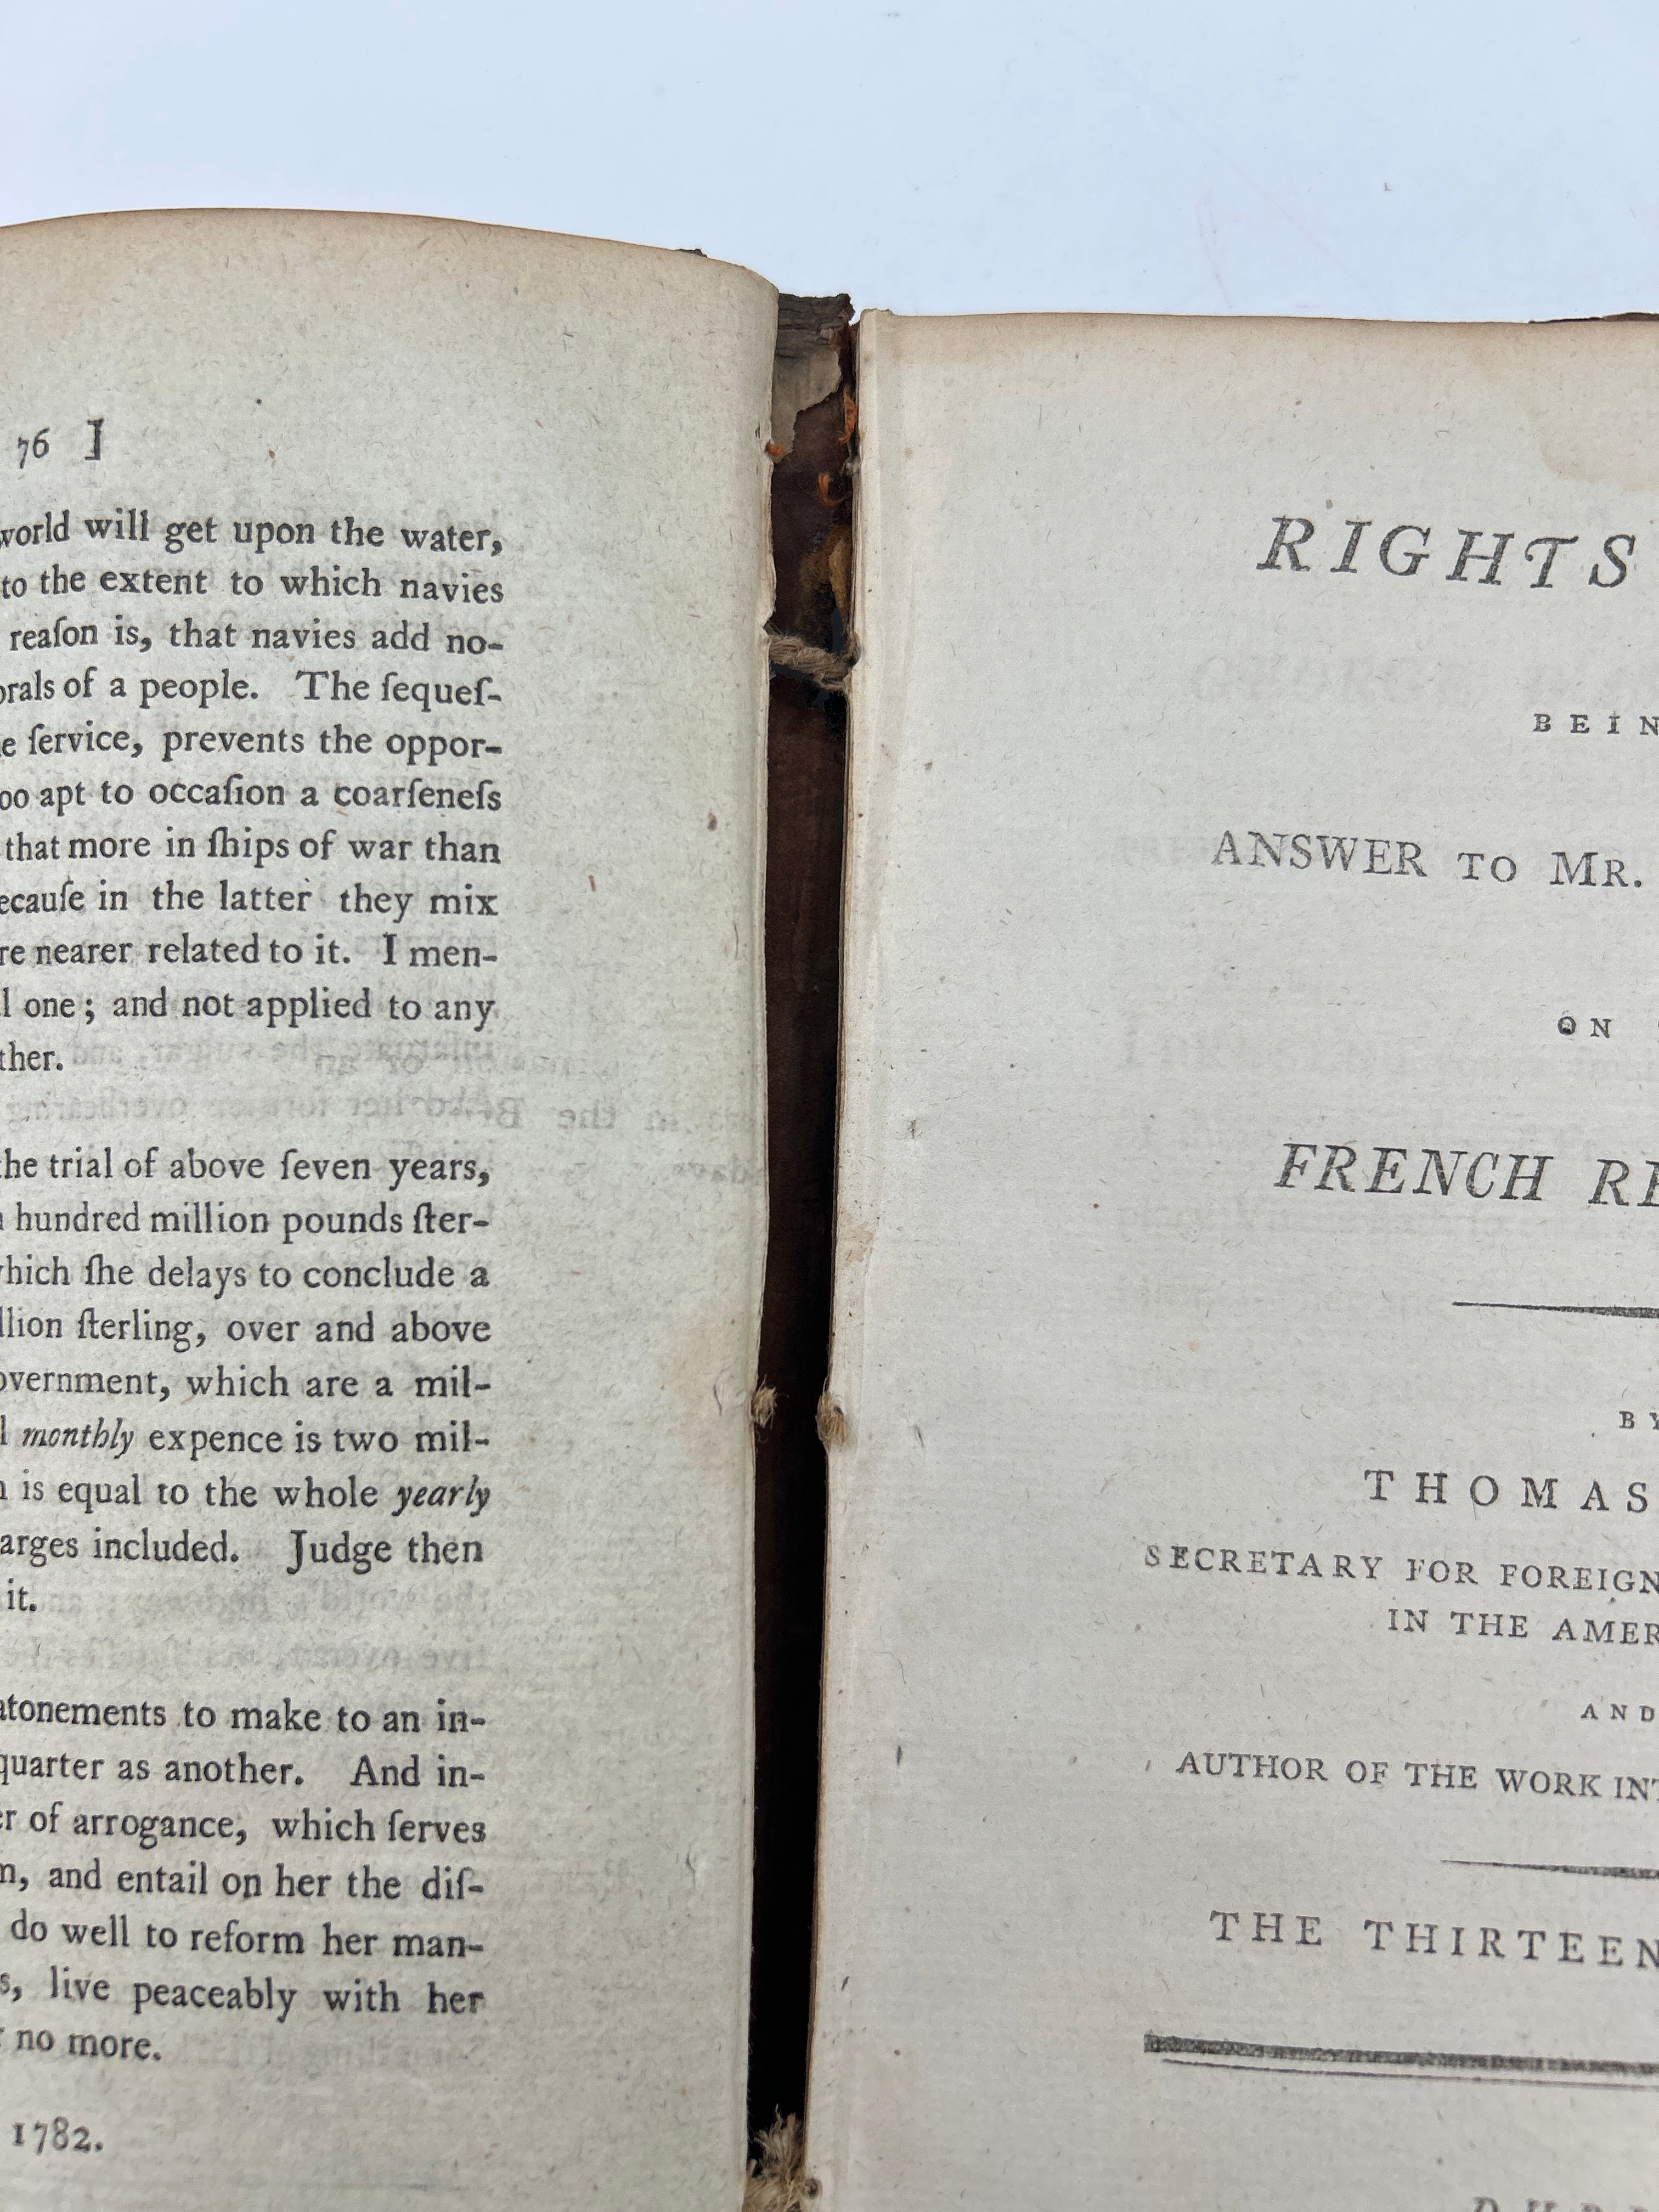 76 ]
world will get upon the water,
to the extent to which navies
reaſon is, that navies add no-
orals of a people. The ſequeſ-
e ſervice, prevents the oppor-
oo apt to occaſion a coarſeneſs
that more in ſhips of war than
ecauſe in the latter they mix
re nearer related to it. I men-
l one; and not applied to any
ther.
the trial of above ſeven years,
hundred million pounds ſter-
which ſhe delays to conclude a
llion ſterling, over and above
overnment, which are a mil-
l monthly expence is two mil-
is equal to the whole yearly
arges included. Judge then
it.
atonements to make to an in-
quarter as another. And in-
er of arrogance, which ſerves
m, and entail on her the diſ-
do well to reform her man-
s, live peaceably with her
no more.
1782.
RIGHTS
BEIN
ANSWER TO MR.
ON
FRENCH RE
BY
THOMAS
SECRETARY FOR FOREIGN
IN THE AMER
AND
AUTHOR OF THE WORK INT
THE THIRTEEN
DUB